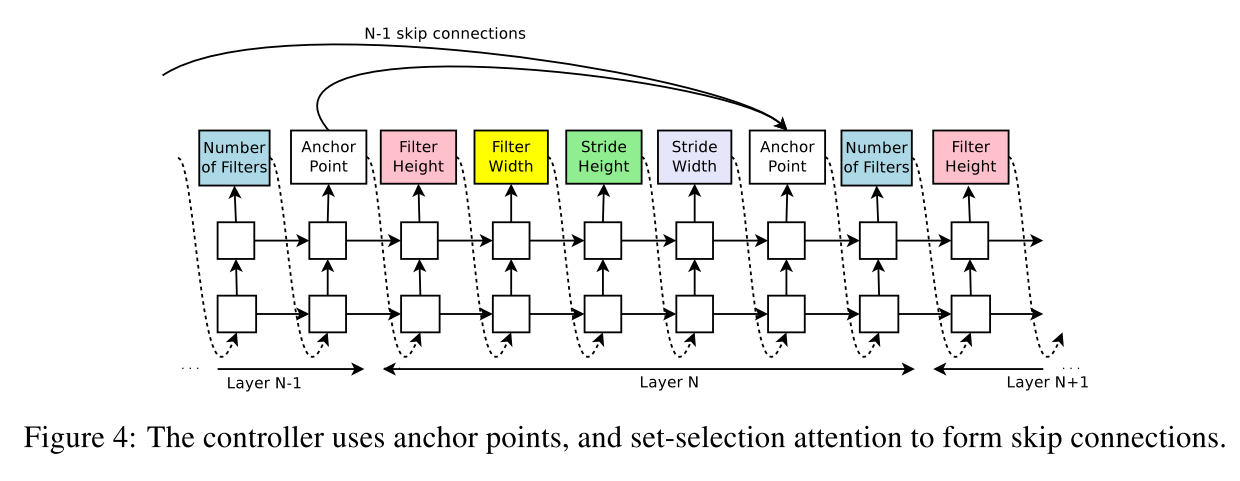 N-1 skip connections
Number
of Filters
Anchor
Point
Filter
Height
Filter
Width
Stride
Height
Stride
Width
Anchor
Point
Number
of Filters
Filter
Height
...
Layer N-1
Layer N
Layer N+1
...
Figure 4: The controller uses anchor points, and set-selection attention to form skip connections.